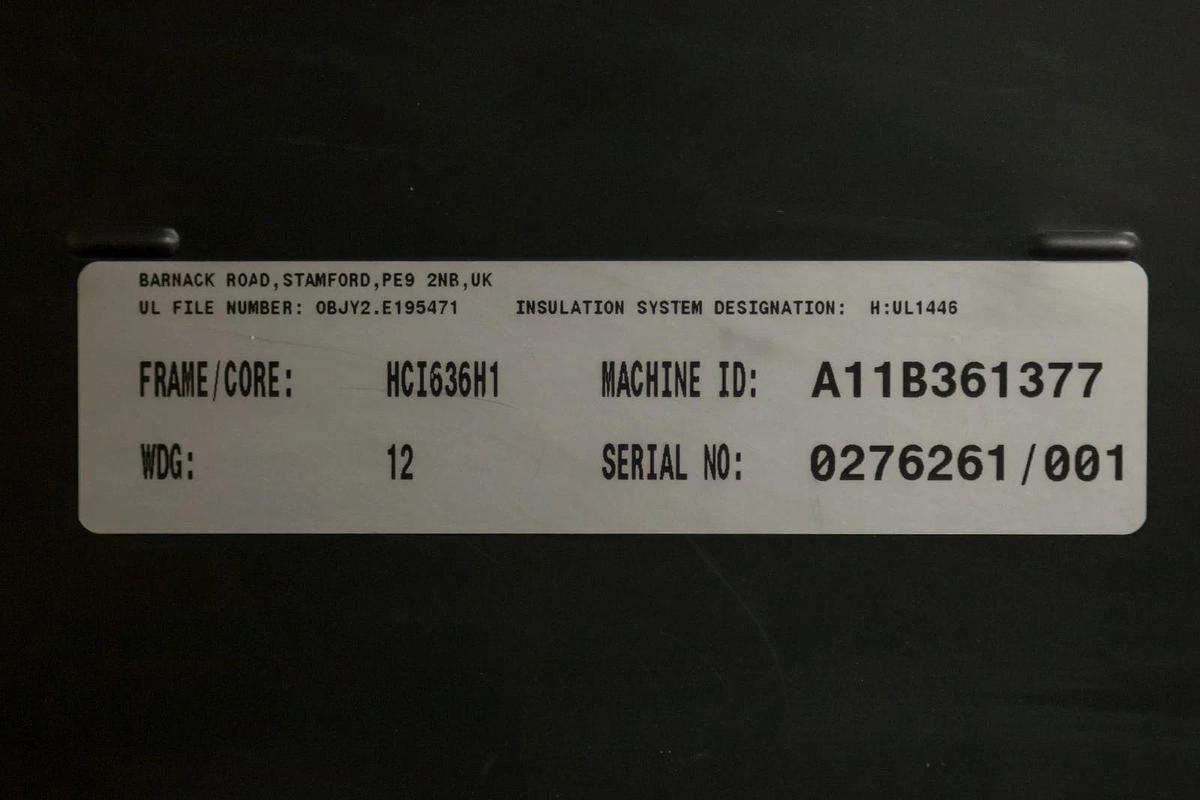 BARNACK ROAD,STAMFORD,PE9 2NB,UK
UL FILE NUMBER: OBJY2.E195471 INSULATION SYSTEM DESIGNATION: H:UL1446
FRAME/CORE: HCI636H1 MACHINE ID: A11B361377
WDG: 12 SERIAL NO: 0276261/001